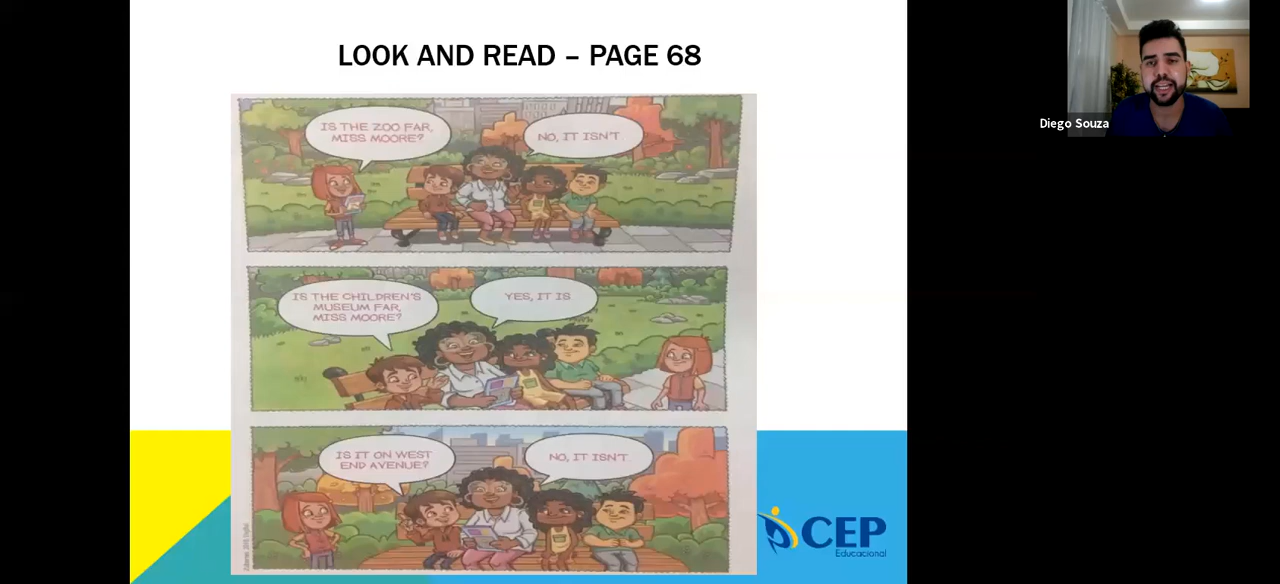 LOOK AND READ – PAGE 68
IS THE ZOO FAR,
MISS MOORE?
NO, IT ISN'T
IS THE CHILDREN'S
MUSEUM FAR,
MISS MOORE?
YES, IT IS
IS IT ON WEST
END AVENUE?
NO, IT ISN'T
CEP
Educacional
Diego Souza